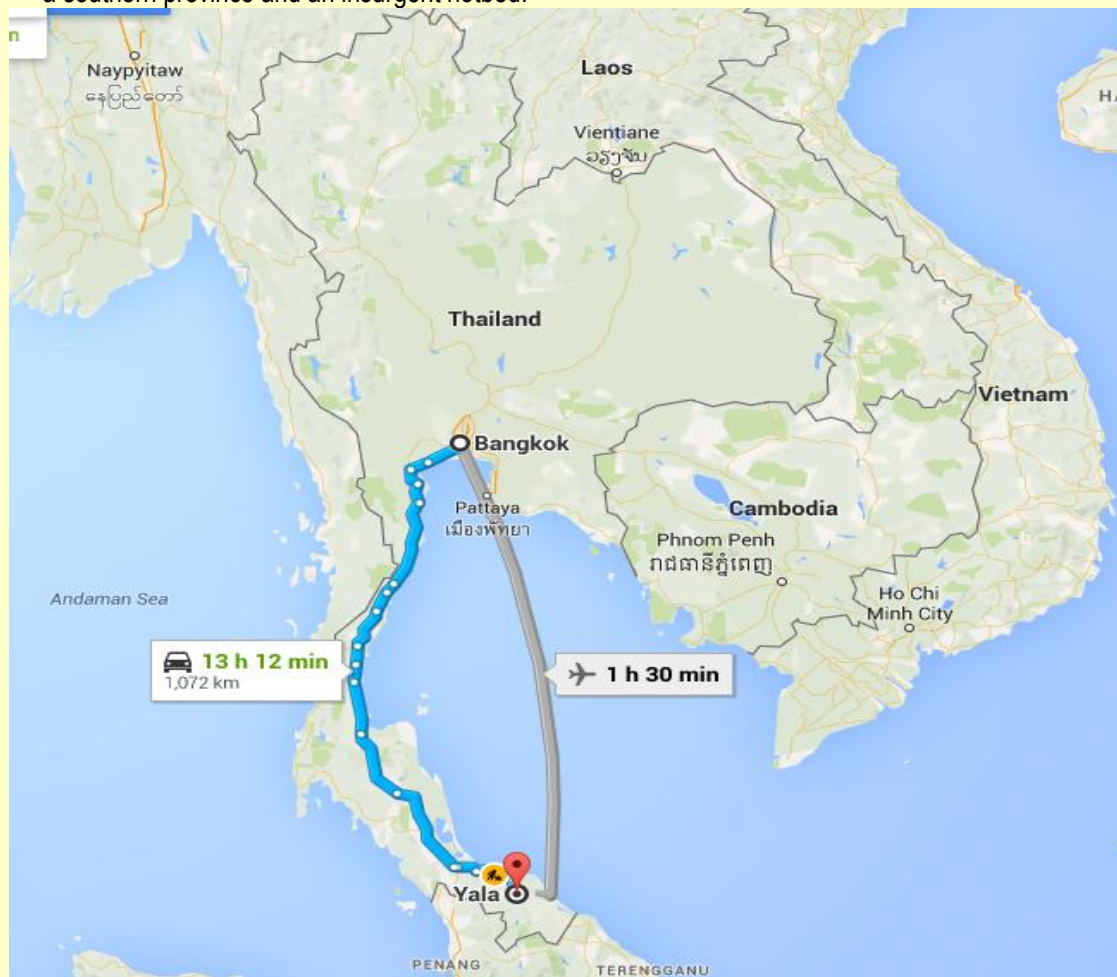 a southern province and an insurgent hotbed.
n
Naypyitaw
နေပြည်တော်
Laos
HA
Vientiane
ວຽງຈັນ
Thailand
Vietnam
Bangkok
Pattaya
เมืองพัทยา
Cambodia
Phnom Penh
រាជធានីភ្នំពេញ
Ho Chi
Minh City
Andaman Sea
13 h 12 min
1,072 km
1 h 30 min
Yala
PENANG
TERENGGANU